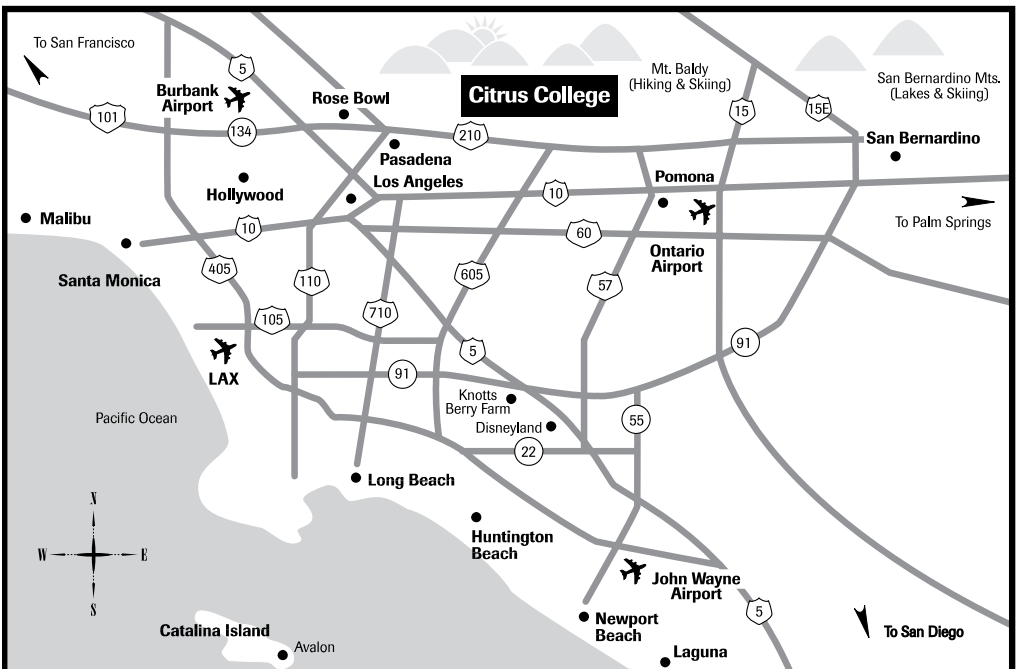 To San Francisco
5
Burbank
Airport
101
134
Rose Bowl
Citrus College
Mt. Baldy
(Hiking & Skiing)
San Bernardino Mts.
(Lakes & Skiing)
15
15E
210
San Bernardino
Pasadena
Los Angeles
Hollywood
10
Pomona
Malibu
10
60
To Palm Springs
Ontario
Airport
Santa Monica
405
110
605
57
710
105
5
91
LAX
91
Knotts
Berry Farm
Disneyland
55
Pacific Ocean
22
Long Beach
N
W
E
S
Huntington
Beach
John Wayne
Airport
5
Newport
Beach
To San Diego
Catalina Island
Avalon
Laguna